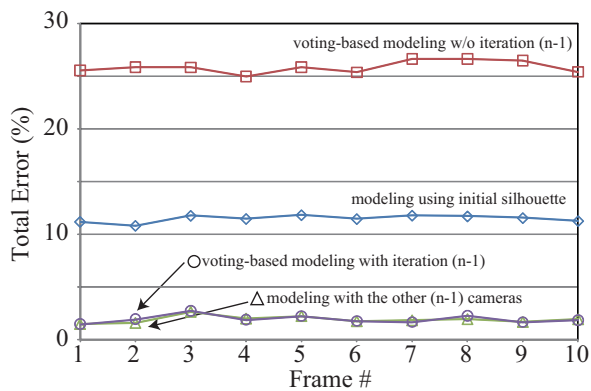 30
voting-based modeling w/o iteration (n-1)
20
Total Error (%)
modeling using initial silhouette
10
voting-based modeling with iteration (n-1)
modeling with the other (n-1) cameras
0
1 2 3 4 5 6 7 8 9 10
Frame #